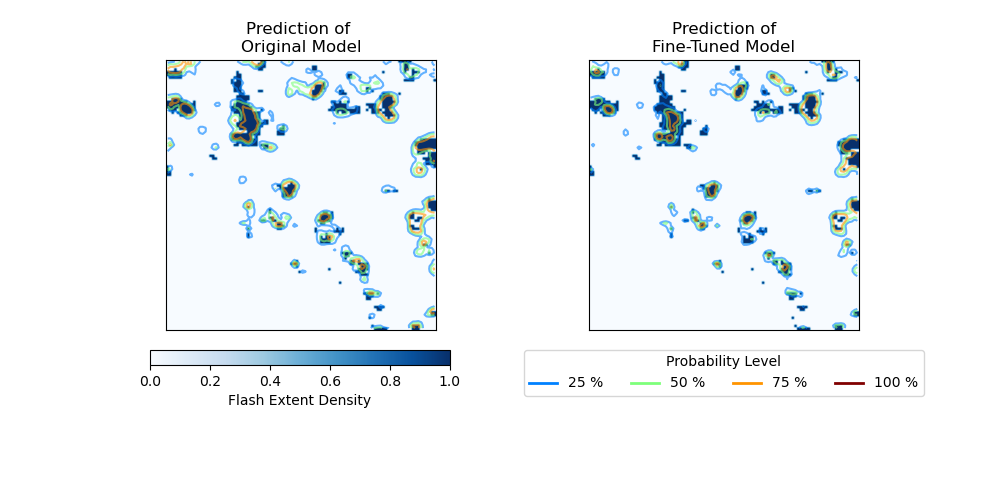 Prediction of
Original Model
Prediction of
Fine-Tuned Model
0.0 0.2 0.4 0.6 0.8 1.0
Flash Extent Density
Probability Level
25 % 50 % 75 % 100 %